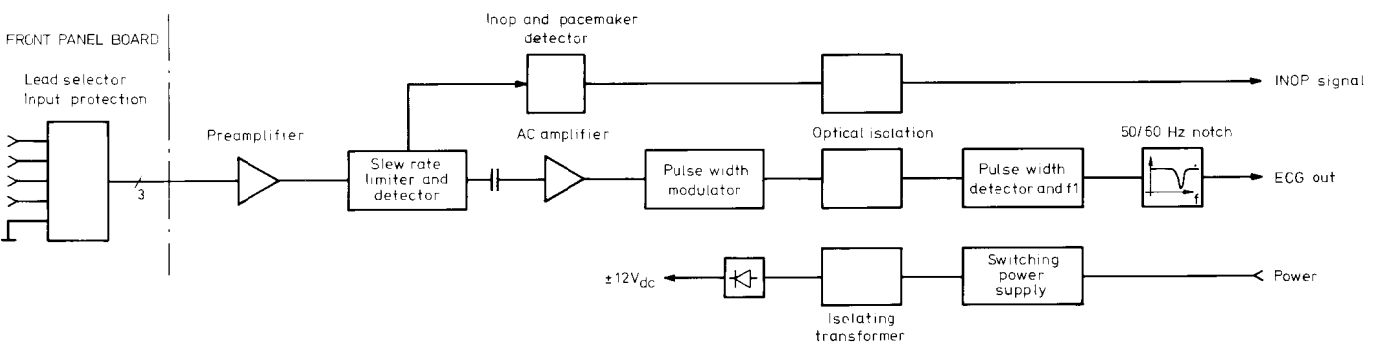 Inop and pacemaker
detector
FRONT PANEL BOARD
Lead selector
Input protection
INOP signal
Preamplifier
AC amplifier
Optical isolation
50/60 Hz notch
Slew rate
limiter and
detector
Pulse width
modulator
Pulse width
detector and f1
f
ECG out
3
±12Vdc
Switching
power
supply
Power
Isolating
transformer